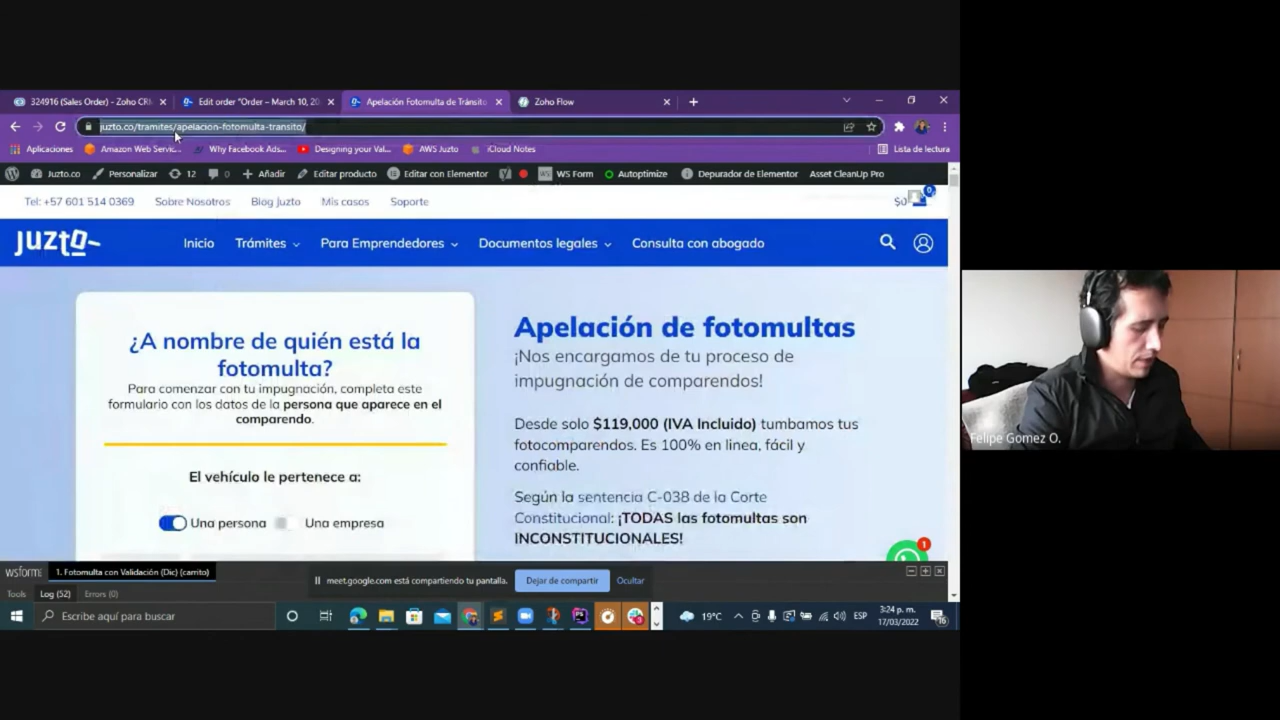 324916 (Sales Order) - Zoho CR
Edit order "Order – March 10, 20
Apelación Fotomulta de Tránsito
Zoho Flow
juzto.co/tramites/apelacion-fotomulta-transito/
Aplicaciones
Amazon Web Servic...
Why Facebook Ads...
Designing your Val...
AWS Juzto
iCloud Notes
Lista de lectura
Juzto.co
Personalizar
12
0
Añadir
Editar producto
Editar con Elementor
WS Form
Autoptimize
Depurador de Elementor
Asset CleanUp Pro
Tel: +57 601 514 0369
Sobre Nosotros
Blog Juzto
Mis casos
Soporte
$0
0
Juzto
Inicio
Trámites
Para Emprendedores
Documentos legales
Consulta con abogado
¿A nombre de quién está la
fotomulta?
Para comenzar con tu impugnación, completa este
formulario con los datos de la persona que aparece en el
comparendo.
El vehículo le pertenece a:
Una persona
Una empresa
Apelación de fotomultas
¡Nos encargamos de tu proceso de
impugnación de comparendos!
Desde solo $119,000 (IVA Incluido) tumbamos tus
fotocomparendos. Es 100% en linea, fácil y
confiable.
Según la sentencia C-038 de la Corte
Constitucional: ¡TODAS las fotomultas son
INCONSTITUCIONALES!
1
Felipe Gomez O.
wsform
1. Fotomulta con Validación (Dic) (carrito)
meet.google.com está compartiendo tu pantalla.
Dejar de compartir
Ocultar
Tools
Log (52)
Errors (0)
Escribe aquí para buscar
19°C
ESP
3:24 p. m.
17/03/2022
16